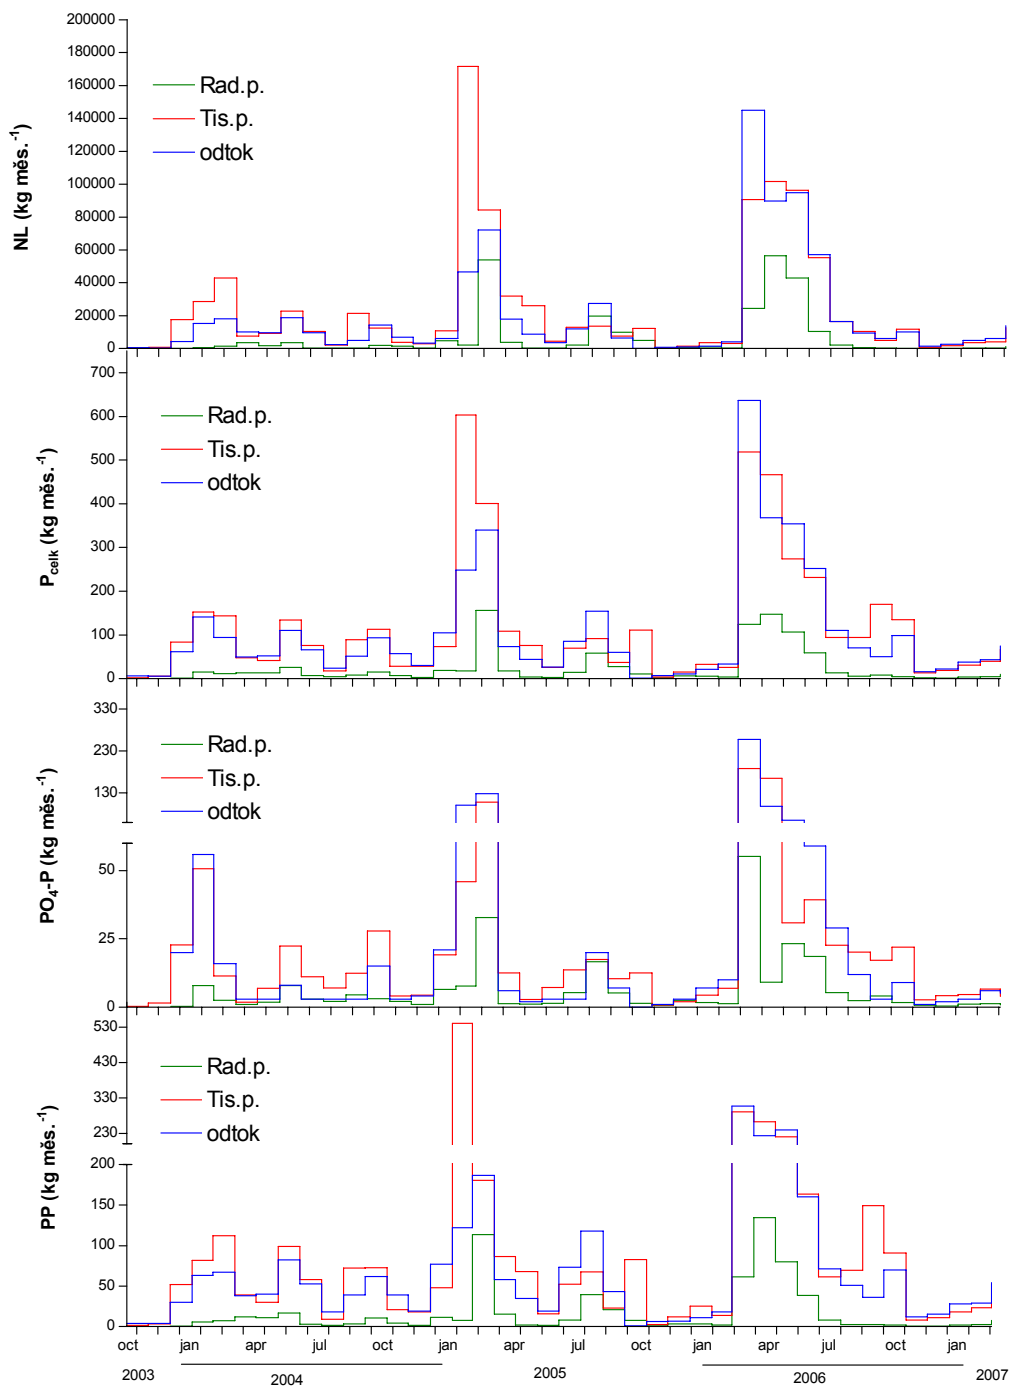 200000
180000
160000
140000
120000
100000
80000
60000
40000
20000
0
NL (kg měs.⁻¹)
Rad.p.
Tis.p.
odtok
700
600
500
400
300
200
100
0
P_celk (kg měs.⁻¹)
Rad.p.
Tis.p.
odtok
330
230
130
50
25
0
PO₄-P (kg měs.⁻¹)
Rad.p.
Tis.p.
odtok
530
430
330
230
200
150
100
50
0
PP (kg měs.⁻¹)
Rad.p.
Tis.p.
odtok
oct jan apr jul oct jan apr jul oct jan apr jul oct jan
2003 2004 2005 2006 2007